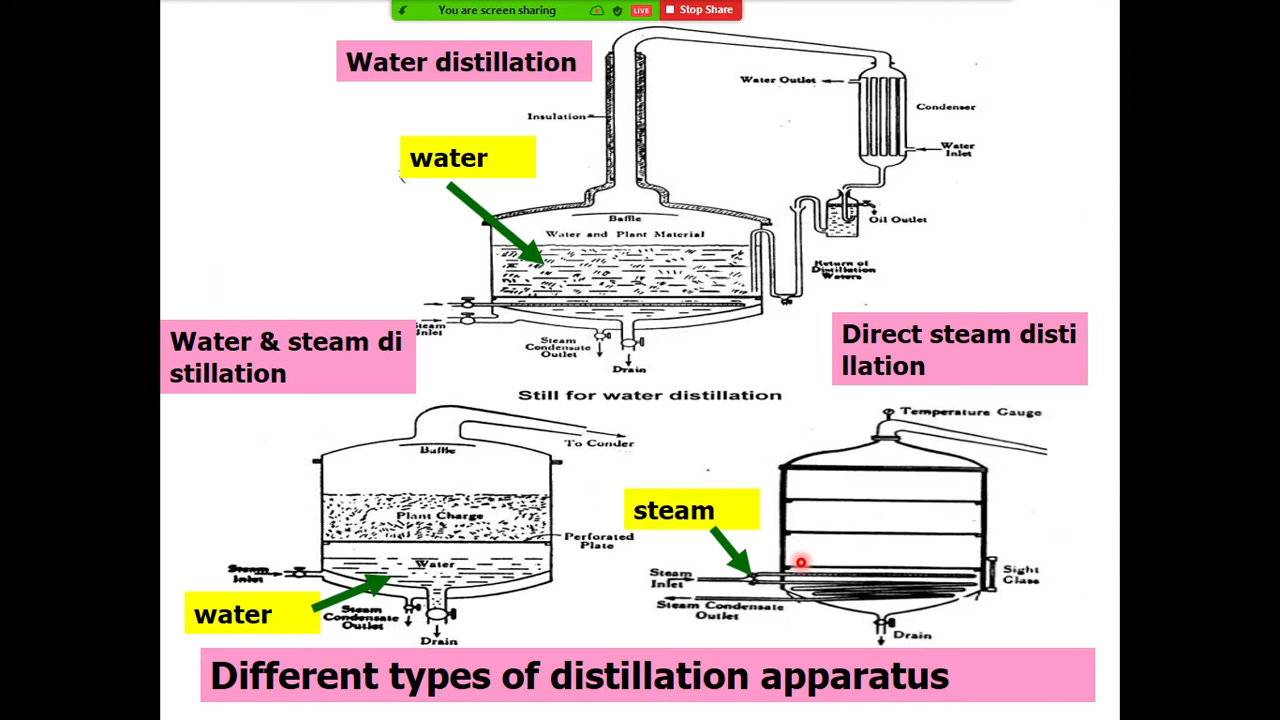 You are screen sharing
LIVE
Stop Share
Water distillation
Water Outlet
Condenser
Insulation
Water
Inlet
water
Baffle
Water and Plant Material
Oil Outlet
Return of
Distillation
Waters
Steam
Inlet
Steam
Condensate
Outlet
Drain
Water & steam di
stillation
Direct steam disti
llation
Still for water distillation
To Conder
Baffle
Plant Charge
Perforated
Plate
Water
Steam
Inlet
water
Steam
Condensate
Outlet
Drain
Temperature Gauge
steam
Steam
Inlet
Sight
Glass
Steam Condensate
Outlet
Drain
Different types of distillation apparatus